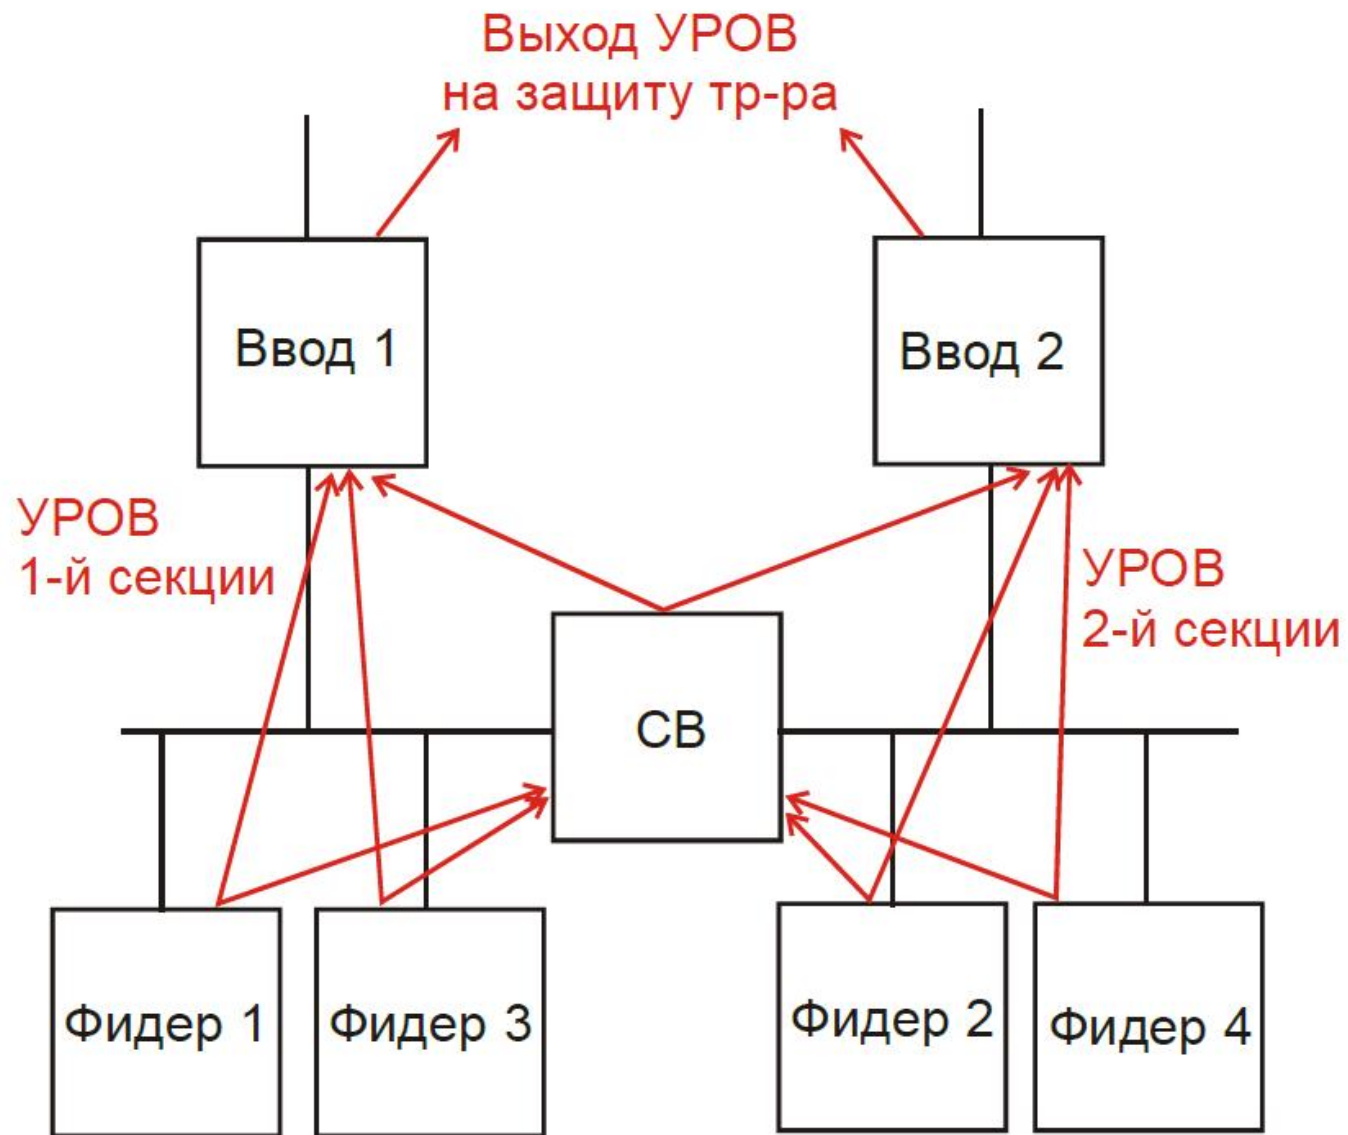 Выход УРОВ
на защиту тр-ра
Ввод 1
Ввод 2
УРОВ
1-й секции
УРОВ
2-й секции
СВ
Фидер 1
Фидер 3
Фидер 2
Фидер 4